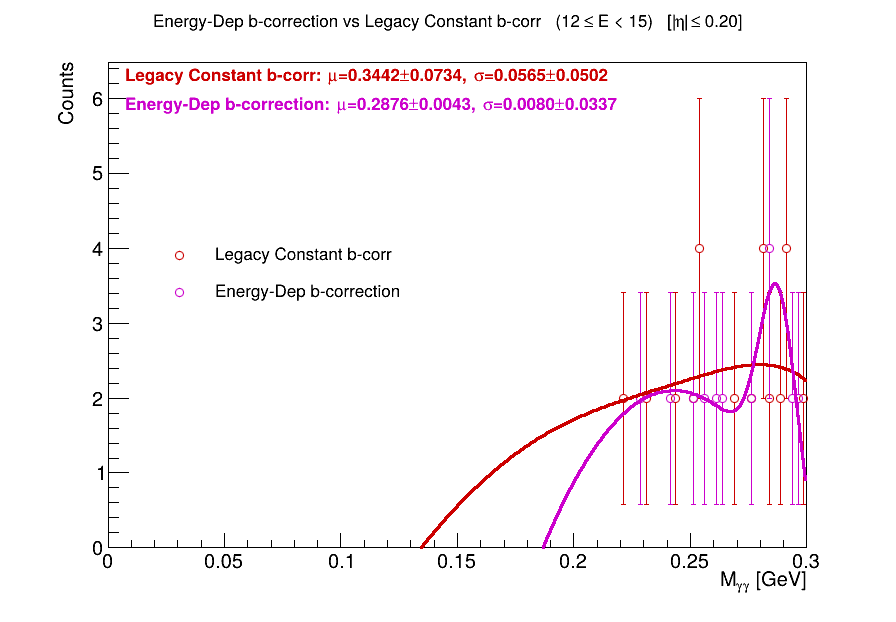 Energy-Dep b-correction vs Legacy Constant b-corr (12 ≤ E < 15) [|η| ≤ 0.20]
Legacy Constant b-corr: μ=0.3442±0.0734, σ=0.0565±0.0502
Energy-Dep b-correction: μ=0.2876±0.0043, σ=0.0080±0.0337
Counts
6
5
4
3
2
1
0
Legacy Constant b-corr
Energy-Dep b-correction
0 0.05 0.1 0.15 0.2 0.25 0.3
Mγγ [GeV]